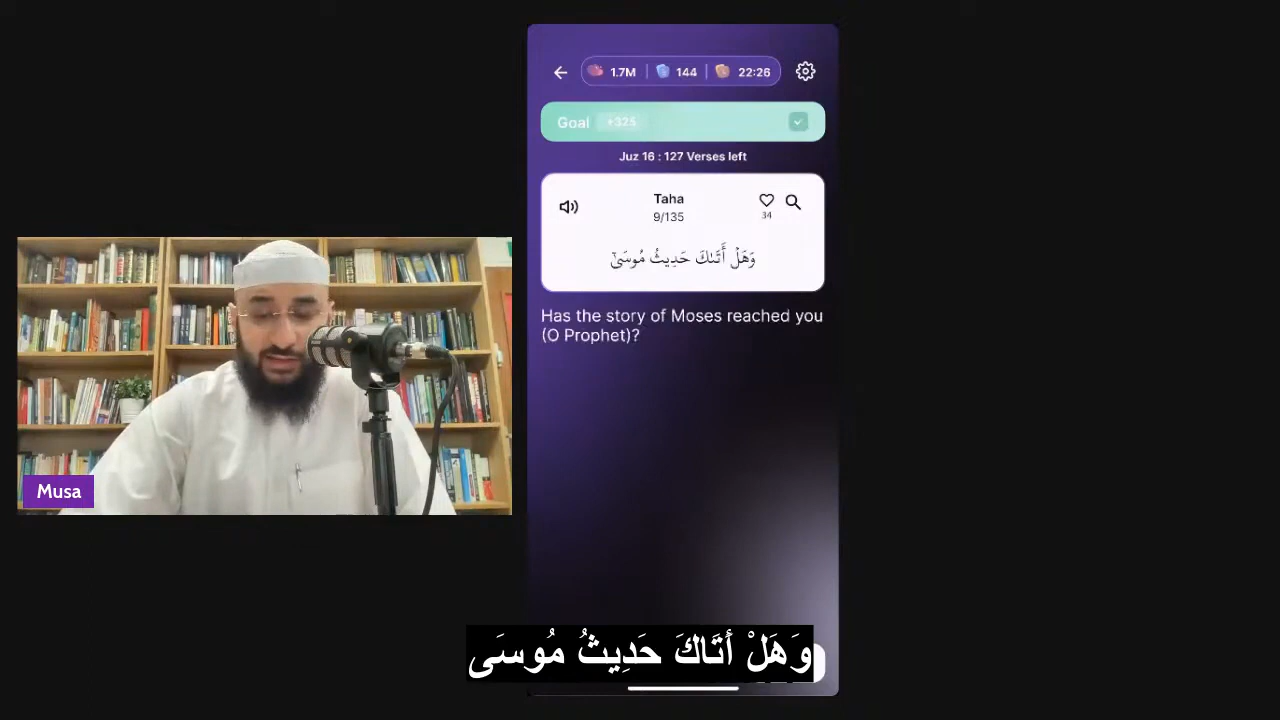 1.7M 144 22:26
Goal +325
Juz 16 : 127 Verses left
Taha
9/135
34
وَهَلْ أَتَىٰكَ حَدِيثُ مُوسَىٰٓ
Has the story of Moses reached you
(O Prophet)?
Musa
وَهَلْ أَتَاكَ حَدِيثُ مُوسَى